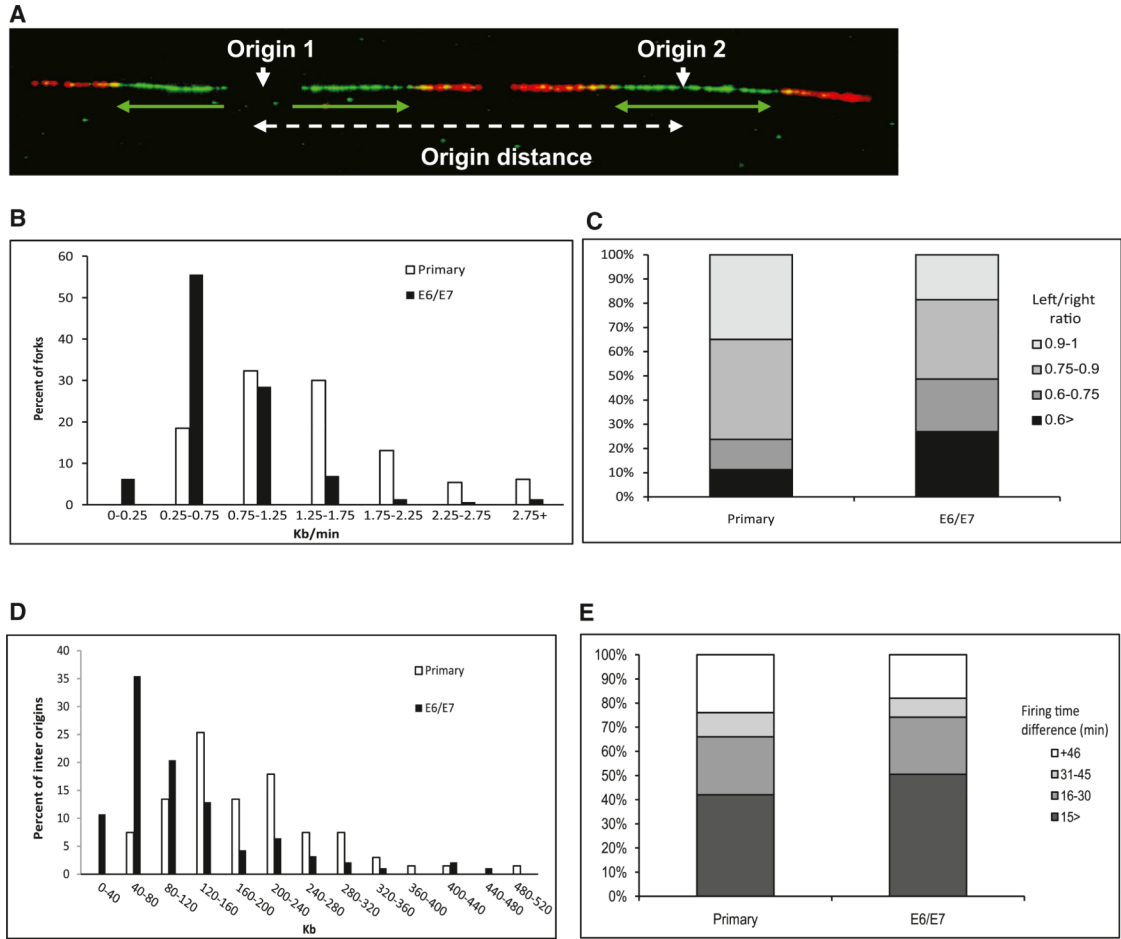 A
Origin 1
Origin 2
Origin distance
B
60
50
40
30
20
10
0
Percent of forks
Primary
E6/E7
0-0.25 0.25-0.75 0.75-1.25 1.25-1.75 1.75-2.25 2.25-2.75 2.75+
Kb/min
C
100%
90%
80%
70%
60%
50%
40%
30%
20%
10%
0%
Primary E6/E7
Left/right
ratio
0.9-1
0.75-0.9
0.6-0.75
0.6>
D
40
35
30
25
20
15
10
5
0
Percent of inter origins
Primary
E6/E7
0-40 40-80 80-120 120-160 160-200 200-240 240-280 280-320 320-360 360-400 400-440 440-480 480-520
Kb
E
100%
90%
80%
70%
60%
50%
40%
30%
20%
10%
0%
Primary E6/E7
Firing time
difference (min)
+46
31-45
16-30
15>